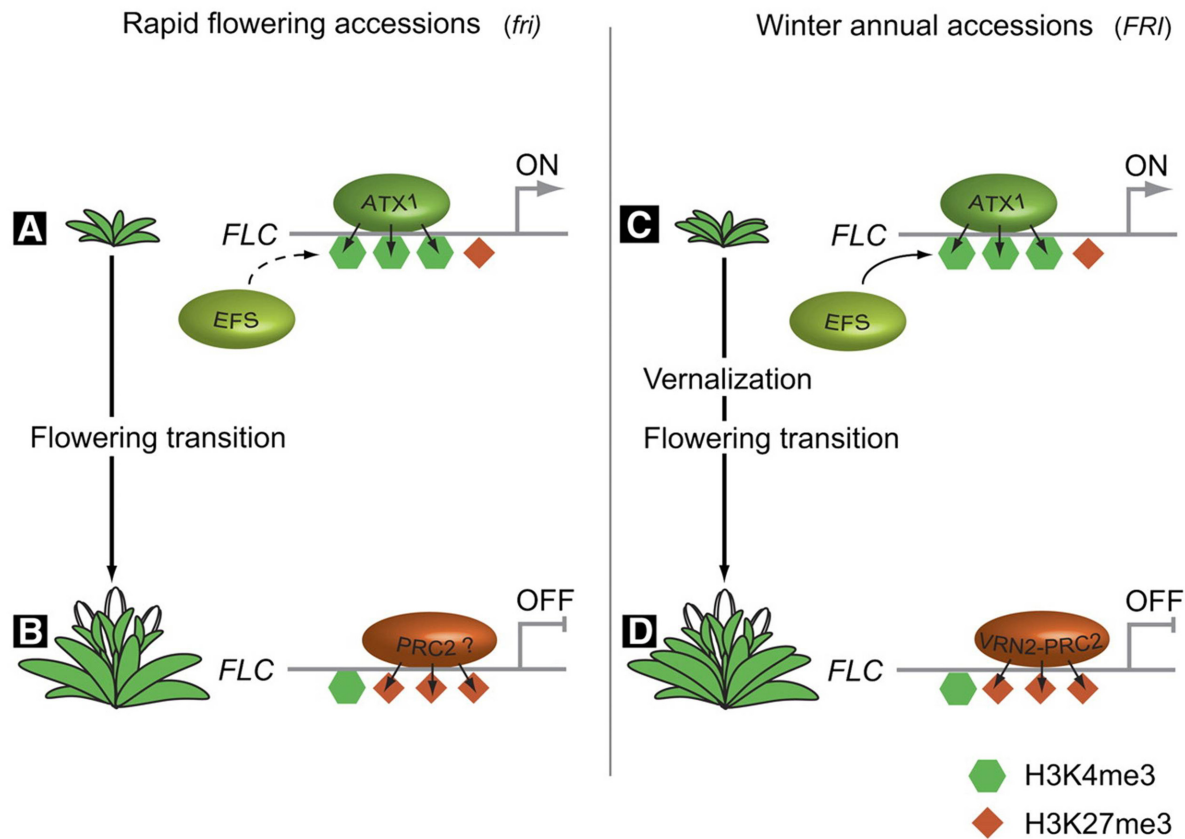 Rapid flowering accessions (fri)
Winter annual accessions (FRI)
A
FLC
ATX1
ON
EFS
Flowering transition
B
FLC
PRC2 ?
OFF
C
FLC
ATX1
ON
EFS
Vernalization
Flowering transition
D
FLC
VRN2-PRC2
OFF
H3K4me3
H3K27me3